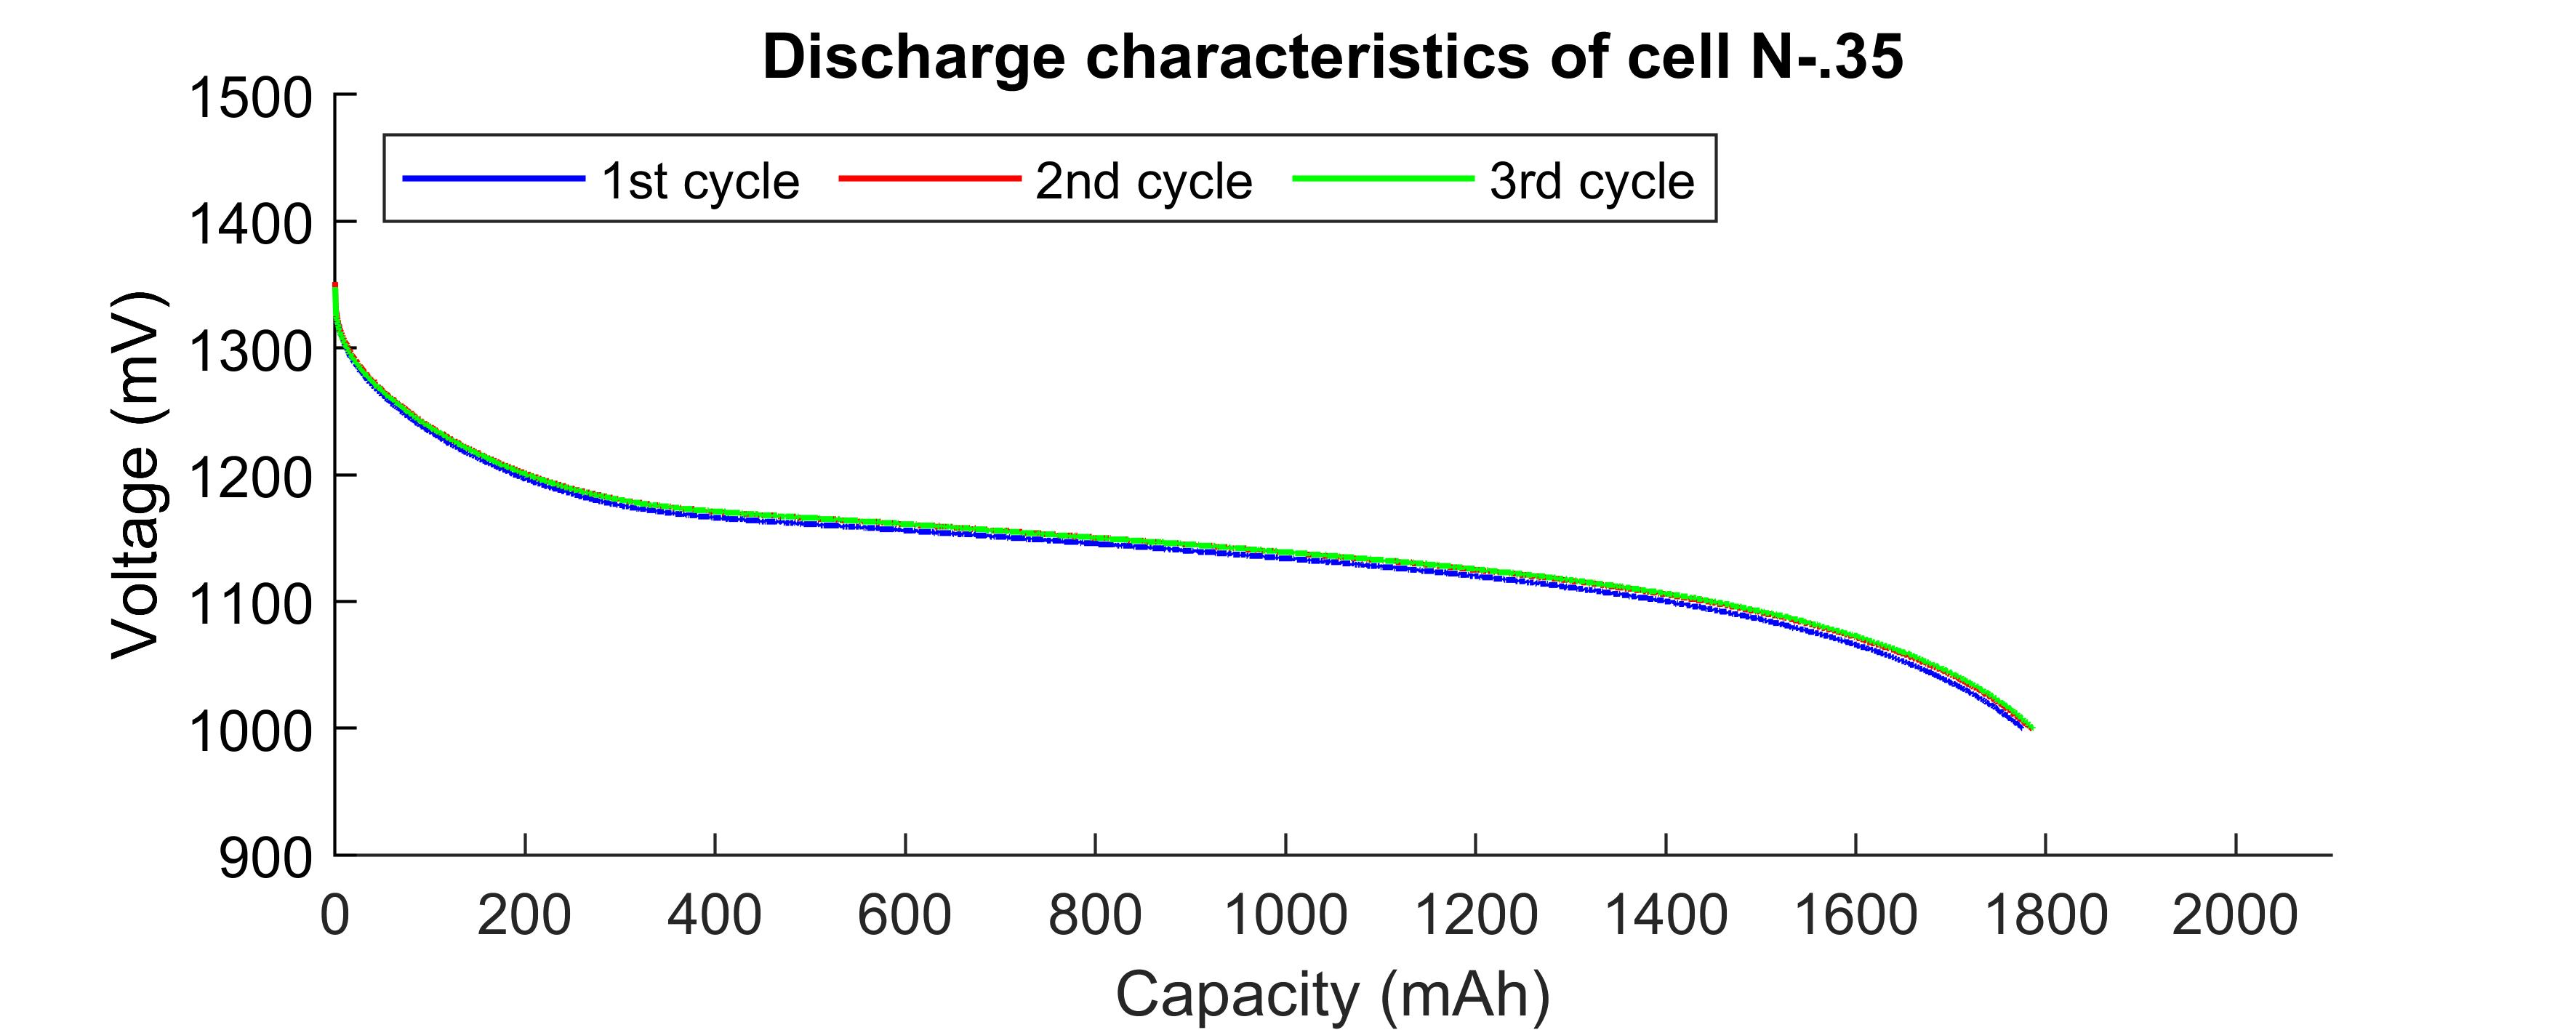 Discharge characteristics of cell N-.35
1500
1st cycle 2nd cycle 3rd cycle
1400
1300
1200
1100
1000
900
Voltage (mV)
0 200 400 600 800 1000 1200 1400 1600 1800 2000
Capacity (mAh)